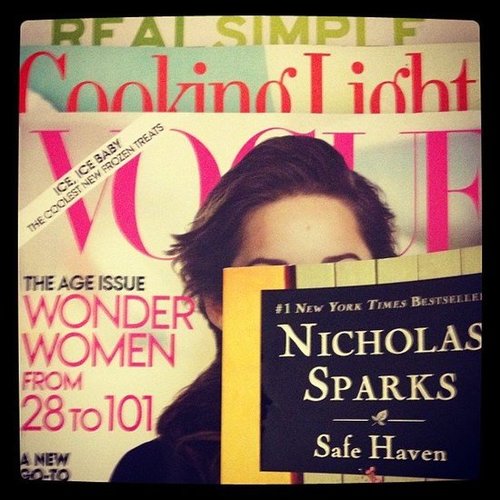 REAL SIMPLE
Cooking Light
VOGUE
ICE, ICE BABY
THE COOLEST NEW FROZEN TREATS
THE AGE ISSUE
WONDER
WOMEN
FROM
28 TO 101
A NEW
GO-TO
#1 NEW YORK TIMES BESTSELLER
NICHOLAS
SPARKS
Safe Haven